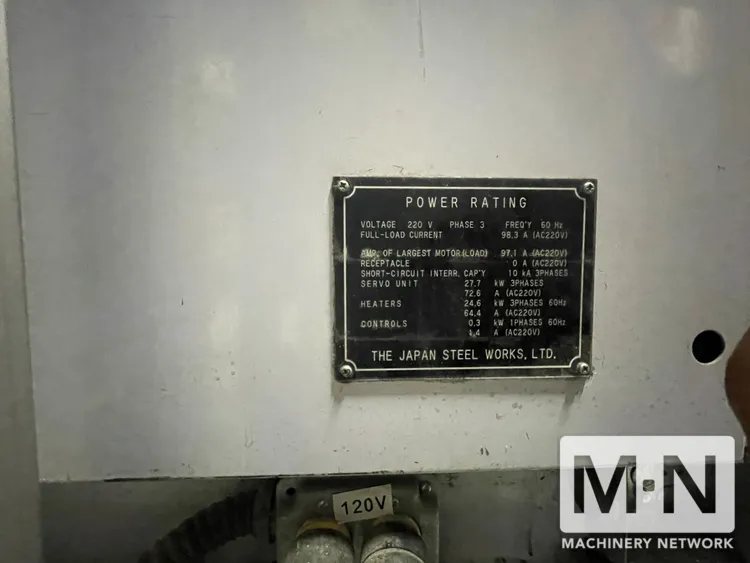 POWER RATING
VOLTAGE 220 V PHASE 3 FREQ'Y 60 Hz
FULL-LOAD CURRENT 98.3 A (AC220V)
AMP. OF LARGEST MOTOR(LOAD) 97.1 A (AC220V)
RECEPTACLE 0 A (AC220V)
SHORT-CIRCUIT INTERR. CAP'Y 10 kA 3PHASES
SERVO UNIT 27.7 kW 3PHASES
72.6 A (AC220V)
HEATERS 24.6 kW 3PHASES 60Hz
64.4 A (AC220V)
CONTROLS 0.3 kW 1PHASES 60Hz
1.4 A (AC220V)
THE JAPAN STEEL WORKS, LTD.
120V
MN
MACHINERY NETWORK